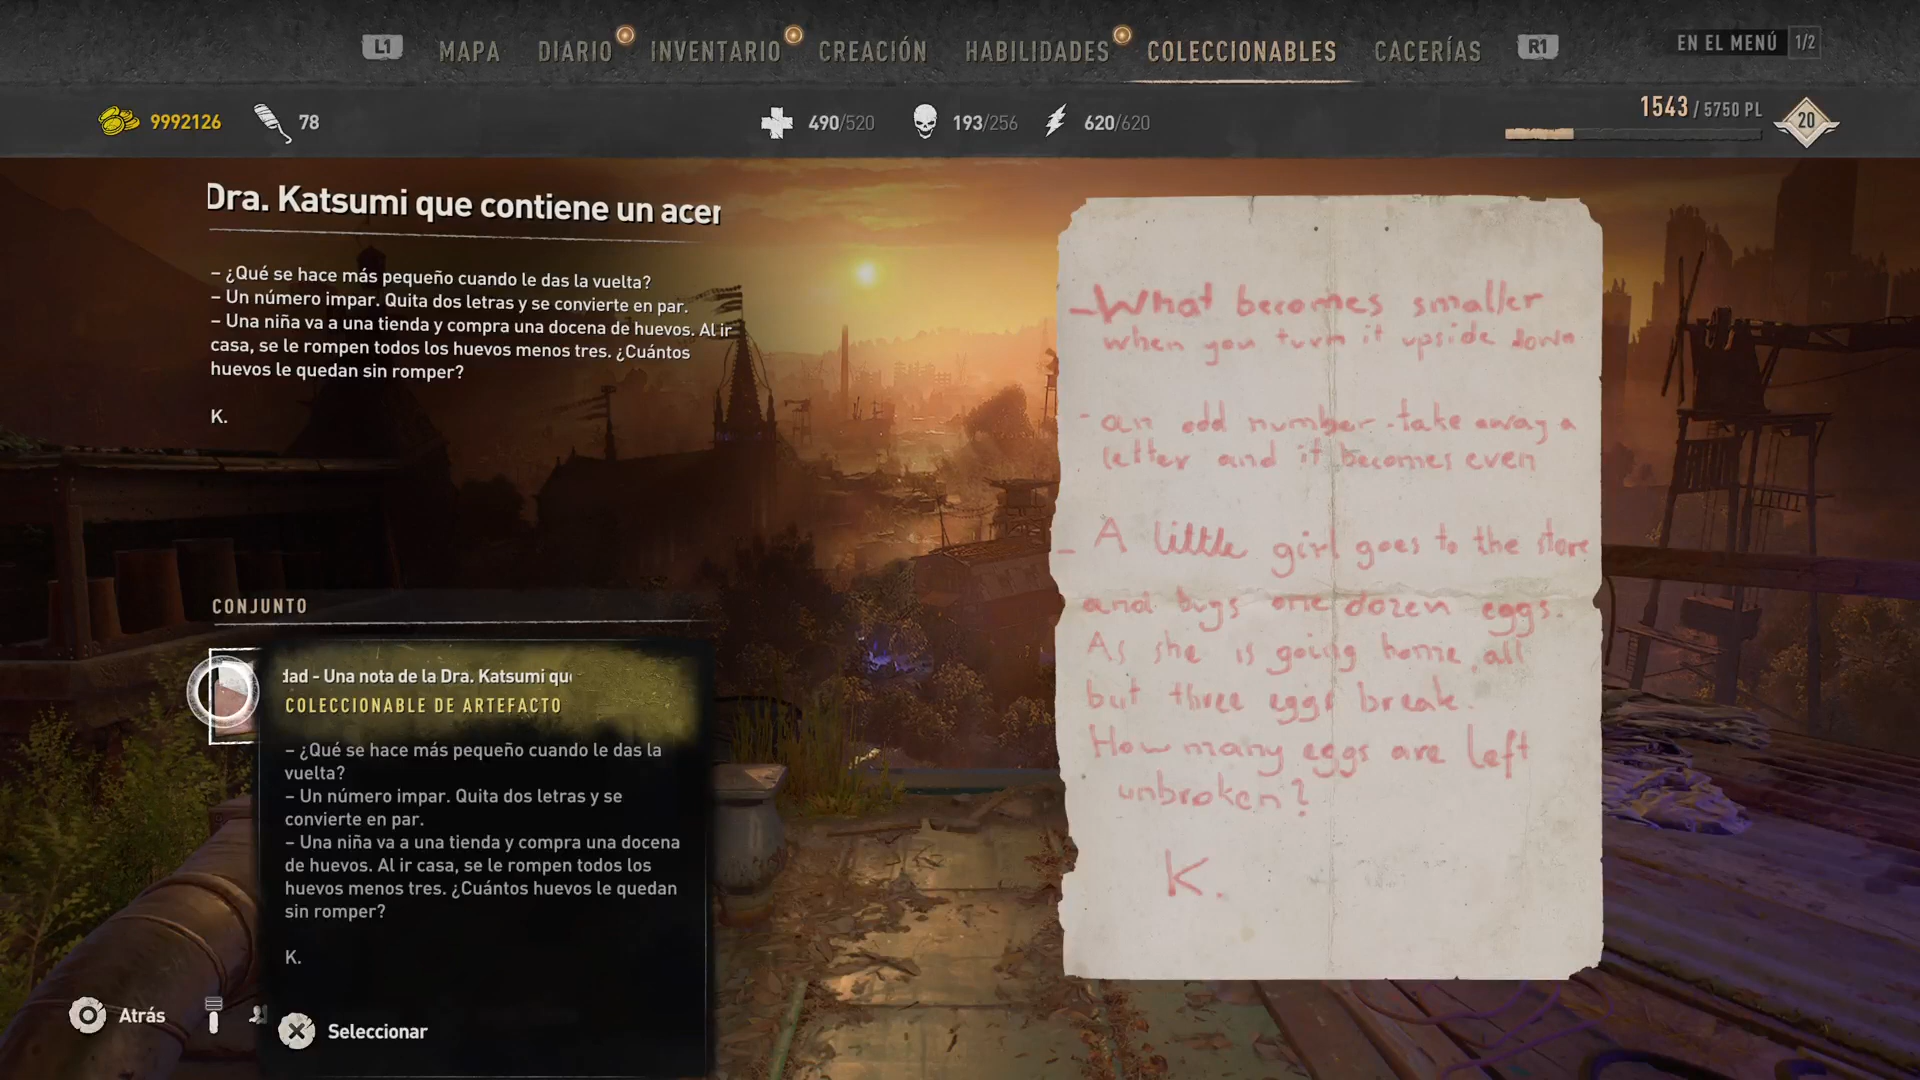 L1
MAPA
DIARIO
INVENTARIO
CREACIÓN
HABILIDADES
COLECCIONABLES
CACERÍAS
R1
EN EL MENÚ 1/2
9992126
78
490/520
193/256
620/620
1543 / 5750 PL
20
Dra. Katsumi que contiene un acer
– ¿Qué se hace más pequeño cuando le das la vuelta?
– Un número impar. Quita dos letras y se convierte en par.
– Una niña va a una tienda y compra una docena de huevos. Al ir
casa, se le rompen todos los huevos menos tres. ¿Cuántos
huevos le quedan sin romper?
K.
CONJUNTO
dad - Una nota de la Dra. Katsumi que
COLECCIONABLE DE ARTEFACTO
– ¿Qué se hace más pequeño cuando le das la
vuelta?
– Un número impar. Quita dos letras y se
convierte en par.
– Una niña va a una tienda y compra una docena
de huevos. Al ir casa, se le rompen todos los
huevos menos tres. ¿Cuántos huevos le quedan
sin romper?
K.
Atrás
Seleccionar
– What becomes smaller
when you turn it upside down
- an odd number - take away a
letter and it becomes even
– A little girl goes to the store
and buys one dozen eggs.
As she is going home, all
but three eggs break.
How many eggs are left
unbroken?
K.